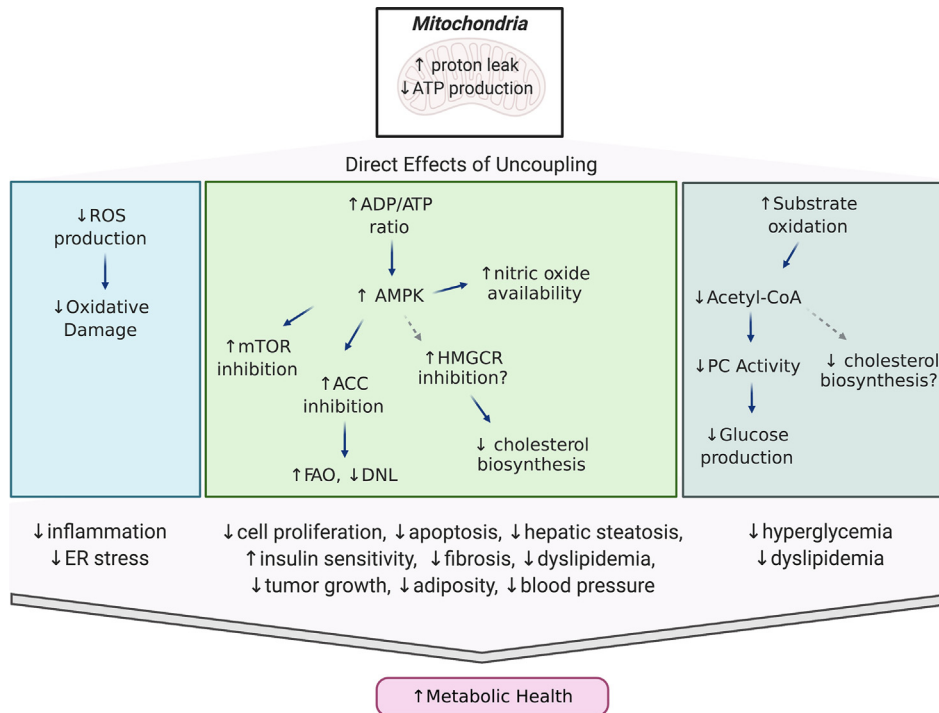 Mitochondria
↑ proton leak
↓ATP production
Direct Effects of Uncoupling
↓ROS
production
↓Oxidative
Damage
↑ADP/ATP
ratio
↑ AMPK
↑nitric oxide
availability
↑mTOR
inhibition
↑ACC
inhibition
↑HMGCR
inhibition?
↑FAO, ↓DNL
↓ cholesterol
biosynthesis
↑Substrate
oxidation
↓Acetyl-CoA
↓PC Activity
↓ cholesterol
biosynthesis?
↓Glucose
production
↓inflammation
↓ER stress
↓cell proliferation, ↓apoptosis, ↓hepatic steatosis,
↑insulin sensitivity, ↓fibrosis, ↓dyslipidemia,
↓tumor growth, ↓adiposity, ↓blood pressure
↓hyperglycemia
↓dyslipidemia
↑Metabolic Health